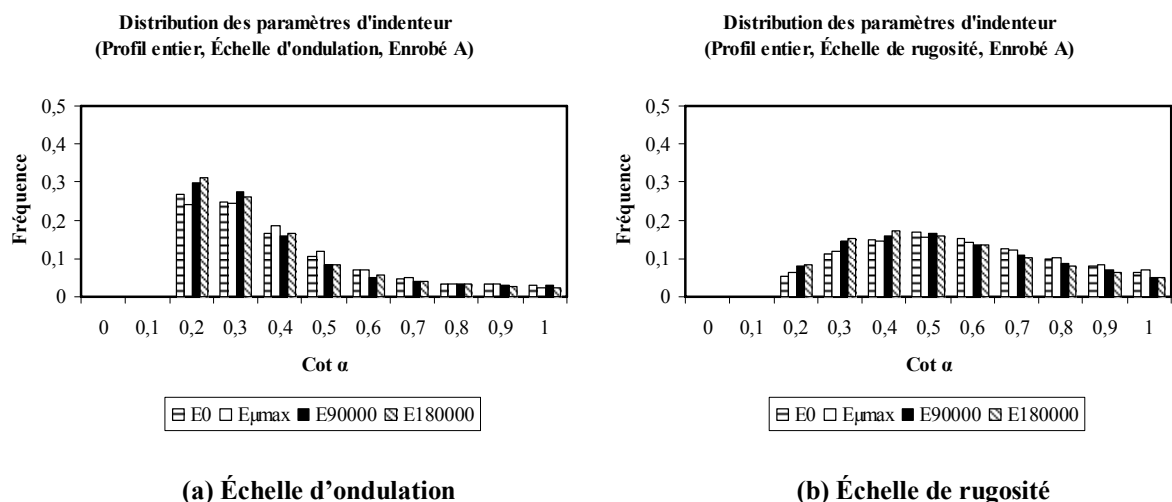 Distribution des paramètres d'indenteur
(Profil entier, Échelle d'ondulation, Enrobé A)
0,5
0,4
0,3
0,2
0,1
0
Fréquence
0 0,1 0,2 0,3 0,4 0,5 0,6 0,7 0,8 0,9 1
Cot α
E0 Eµmax E90000 E180000
(a) Échelle d’ondulation
Distribution des paramètres d'indenteur
(Profil entier, Échelle de rugosité, Enrobé A)
0,5
0,4
0,3
0,2
0,1
0
Fréquence
0 0,1 0,2 0,3 0,4 0,5 0,6 0,7 0,8 0,9 1
Cot α
E0 Eµmax E90000 E180000
(b) Échelle de rugosité